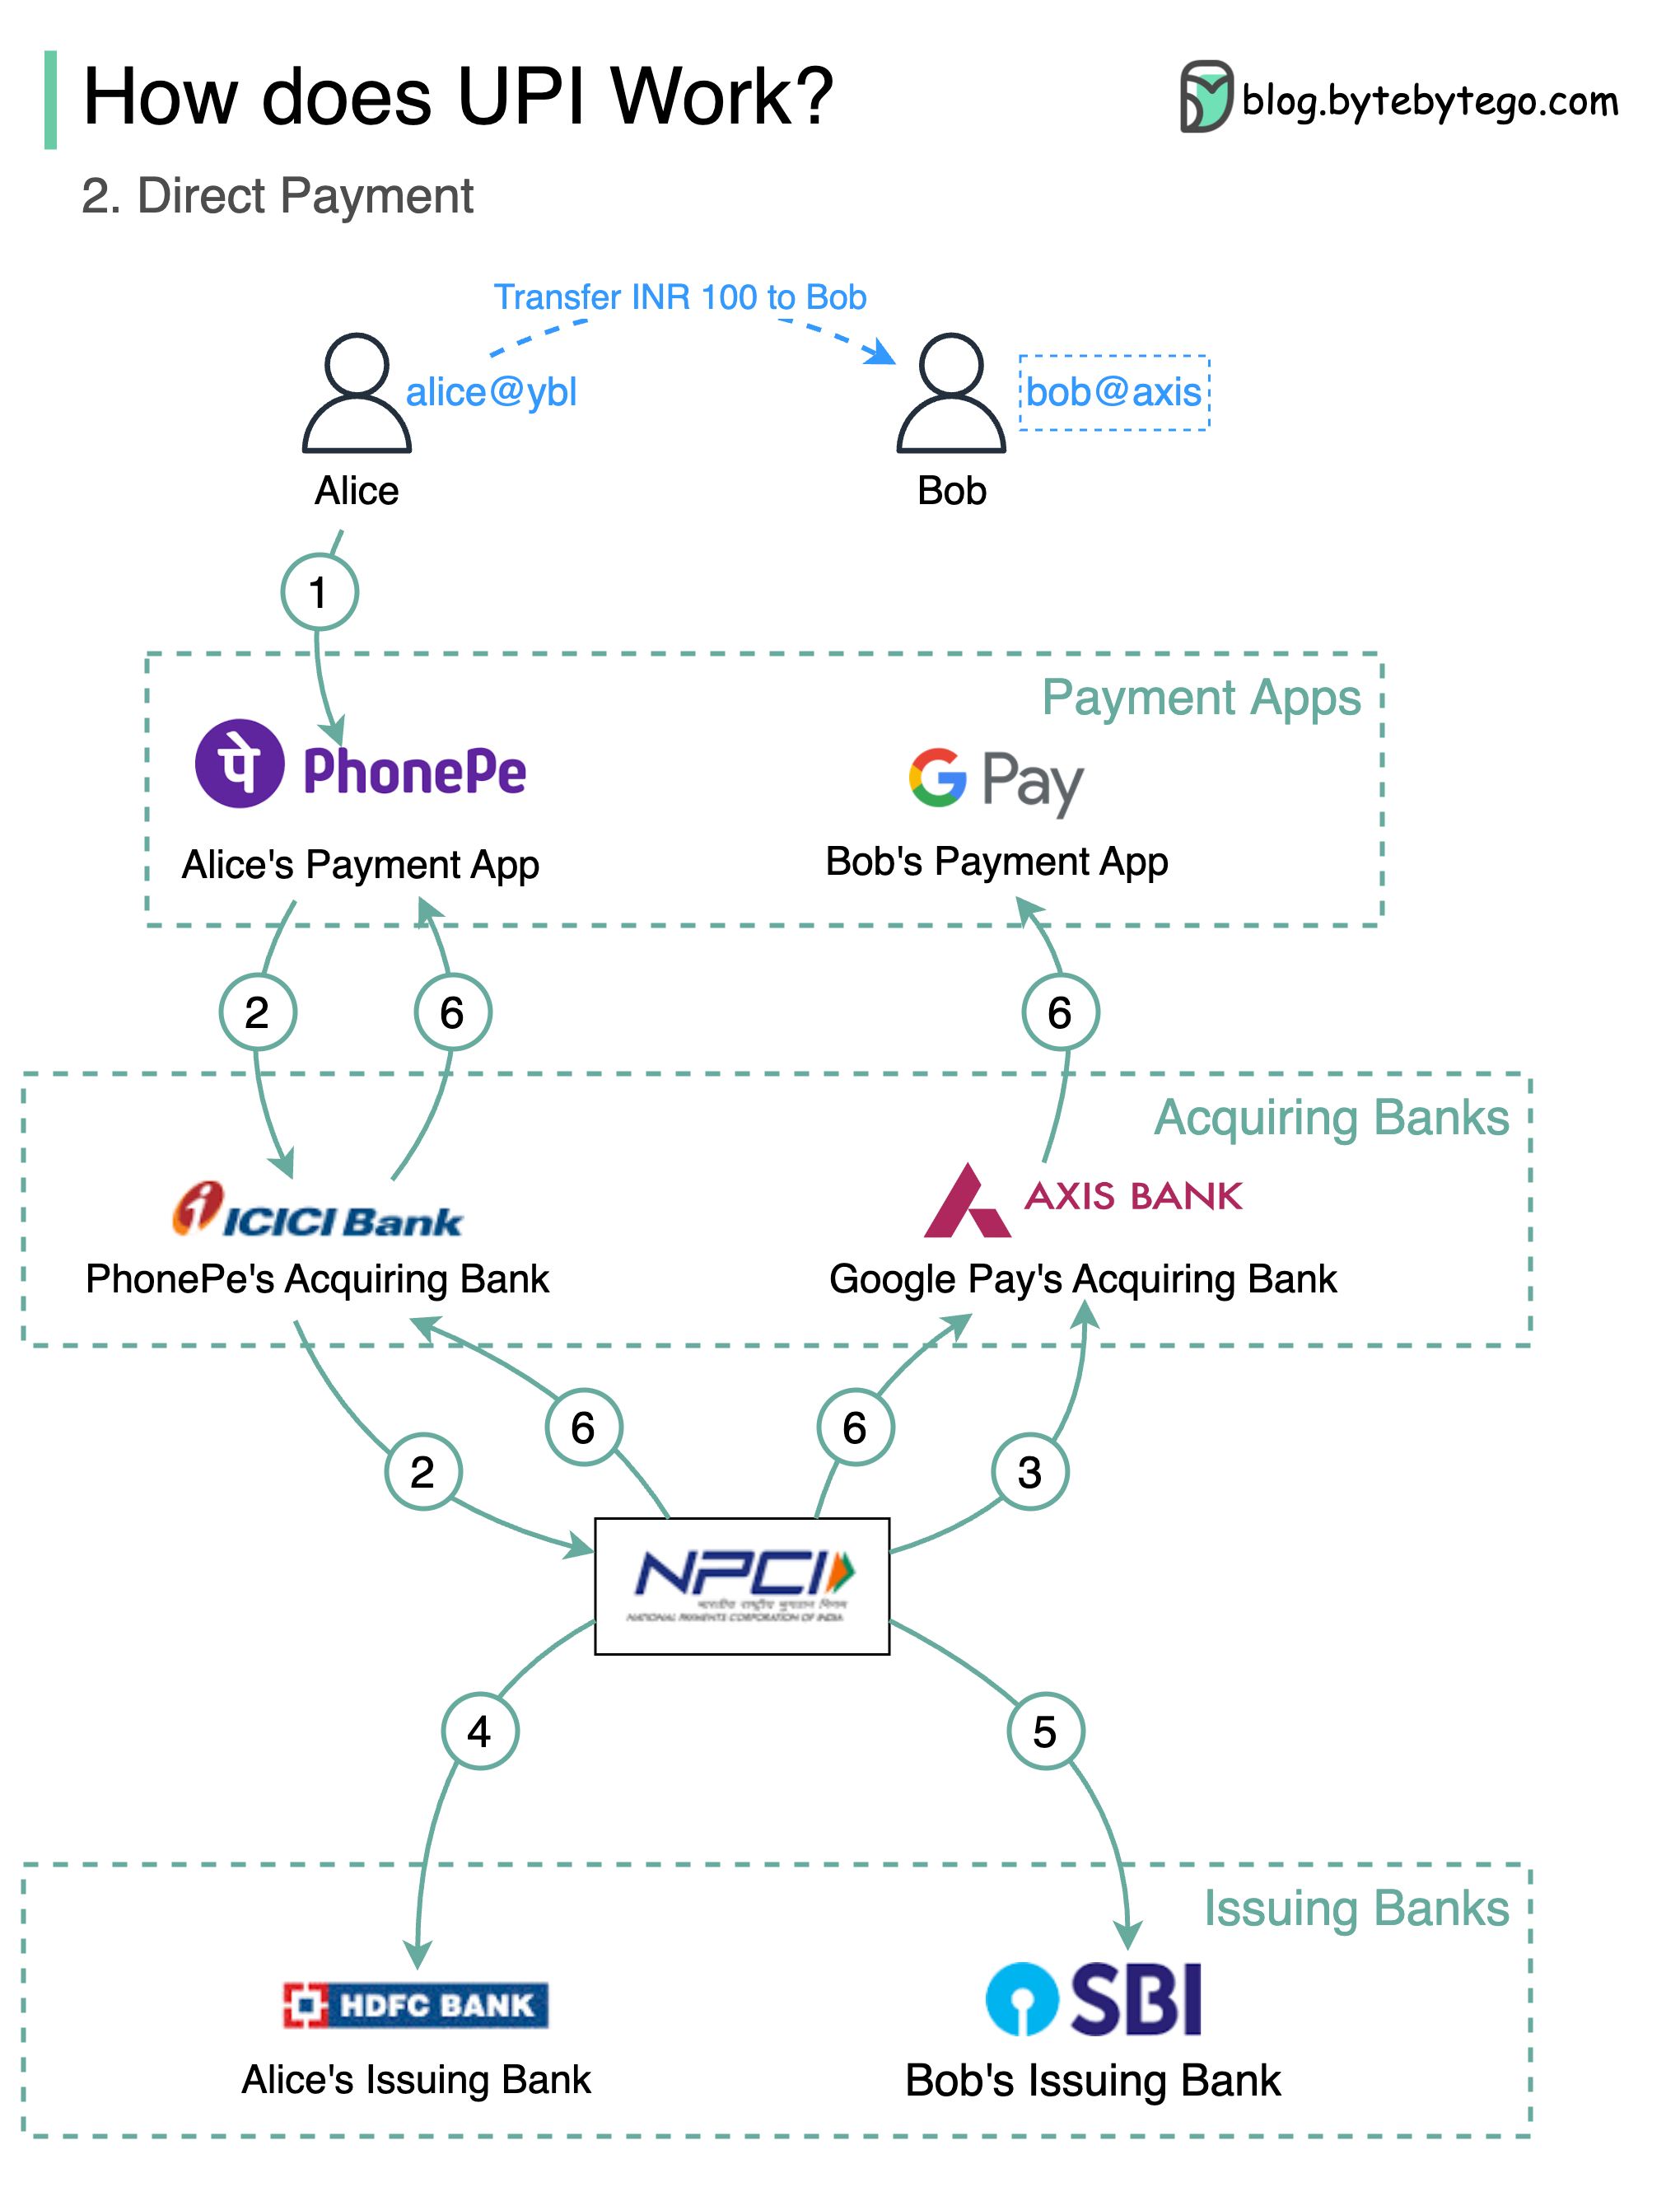 How does UPI Work?
blog.bytebytego.com
2. Direct Payment
Transfer INR 100 to Bob
alice@ybl
bob@axis
Alice
Bob
1
Payment Apps
पे PhonePe
G Pay
Alice's Payment App
Bob's Payment App
2
6
6
Acquiring Banks
ICICI Bank
AXIS BANK
PhonePe's Acquiring Bank
Google Pay's Acquiring Bank
2
6
6
3
NPCI
भारतीय राष्ट्रीय भुगतान निगम
NATIONAL PAYMENTS CORPORATION OF INDIA
4
5
Issuing Banks
HDFC BANK
SBI
Alice's Issuing Bank
Bob's Issuing Bank